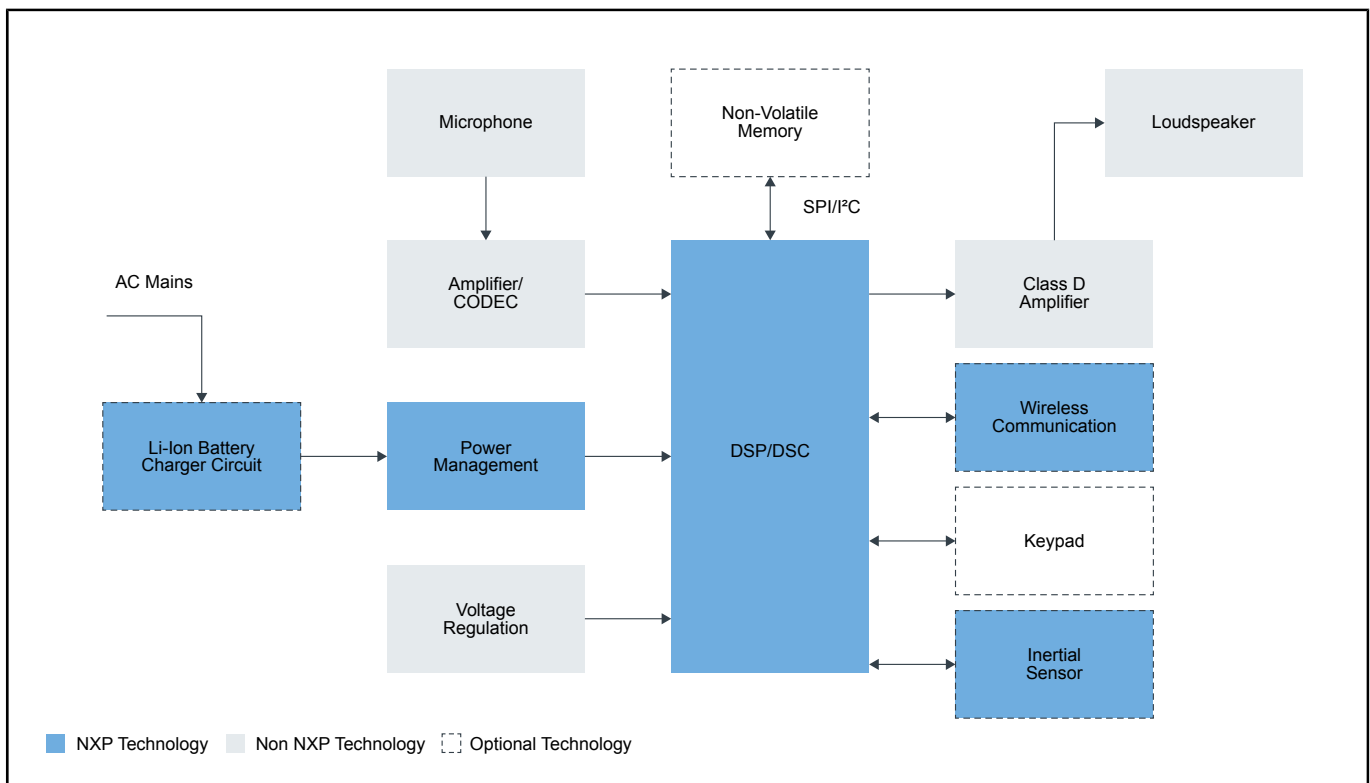 Microphone
Non-Volatile
Memory
Loudspeaker
SPI/I²C
AC Mains
Amplifier/
CODEC
Class D
Amplifier
Li-Ion Battery
Charger Circuit
Power
Management
DSP/DSC
Wireless
Communication
Keypad
Voltage
Regulation
Inertial
Sensor
NXP Technology
Non NXP Technology
Optional Technology